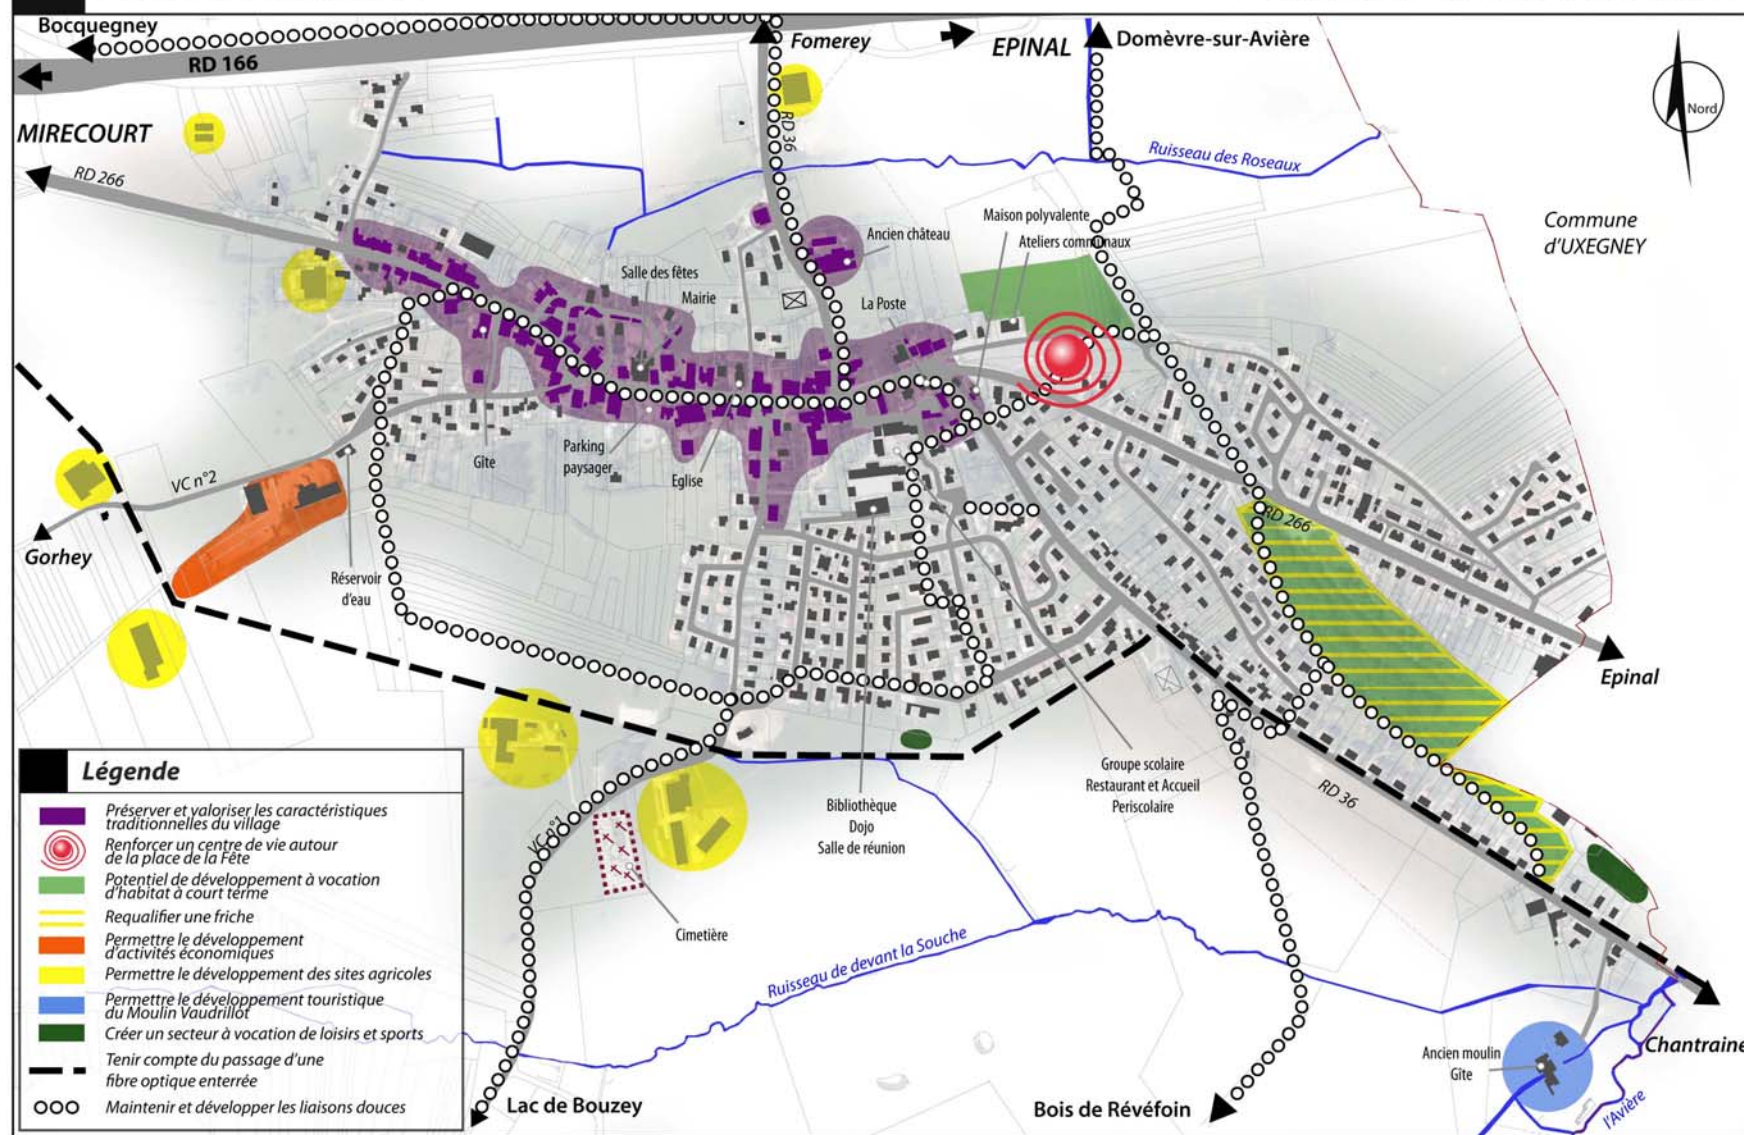 Bocquegney
RD 166
Fomerey
EPINAL
Domèvre-sur-Avière
Nord
MIRECOURT
RD 266
RD 36
Ruisseau des Roseaux
Commune
d'UXEGNEY
Maison polyvalente
Ateliers communaux
Ancien château
Salle des fêtes
Mairie
La Poste
Gîte
Parking
paysager
Eglise
VC n°2
Gorhey
Réservoir
d'eau
RD 266
Epinal
Groupe scolaire
Restaurant et Accueil
Periscolaire
Bibliothèque
Dojo
Salle de réunion
RD 36
VC n°1
Cimetière
Ruisseau de devant la Souche
Ancien moulin
Gîte
Chantraine
l'Avière
Lac de Bouzey
Bois de Révéfoin
Légende
Préserver et valoriser les caractéristiques
traditionnelles du village
Renforcer un centre de vie autour
de la place de la Fête
Potentiel de développement à vocation
d'habitat à court terme
Requalifier une friche
Permettre le développement
d'activités économiques
Permettre le développement des sites agricoles
Permettre le développement touristique
du Moulin Vaudrillot
Créer un secteur à vocation de loisirs et sports
Tenir compte du passage d'une
fibre optique enterrée
Maintenir et développer les liaisons douces